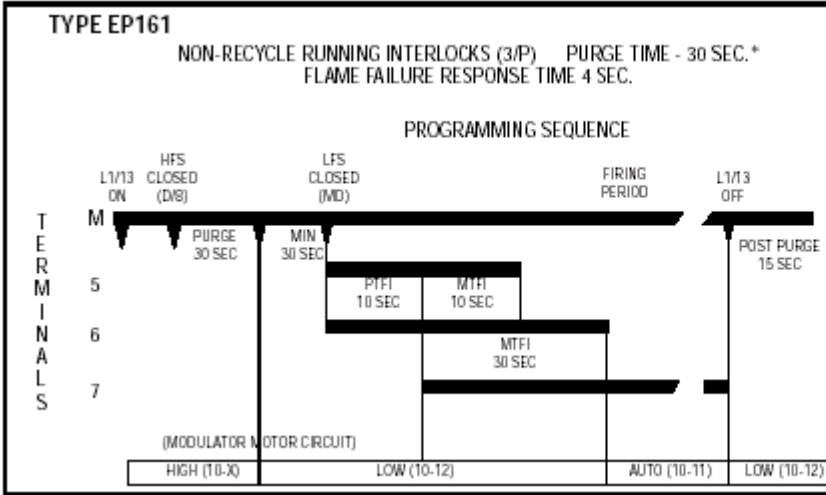 TYPE EP161
NON-RECYCLE RUNNING INTERLOCKS (3/P) PURGE TIME - 30 SEC.*
FLAME FAILURE RESPONSE TIME 4 SEC.
PROGRAMMING SEQUENCE
L1/13
ON
HFS
CLOSED
(D/8)
LFS
CLOSED
(MD)
FIRING
PERIOD
L1/13
OFF
TERMINALS
M
PURGE
30 SEC
MIN
30 SEC
POST PURGE
15 SEC
5
PTFI
10 SEC
MTFI
10 SEC
6
MTFI
30 SEC
7
(MODULATOR MOTOR CIRCUIT)
HIGH (10-X)
LOW (10-12)
AUTO (10-11)
LOW (10-12)